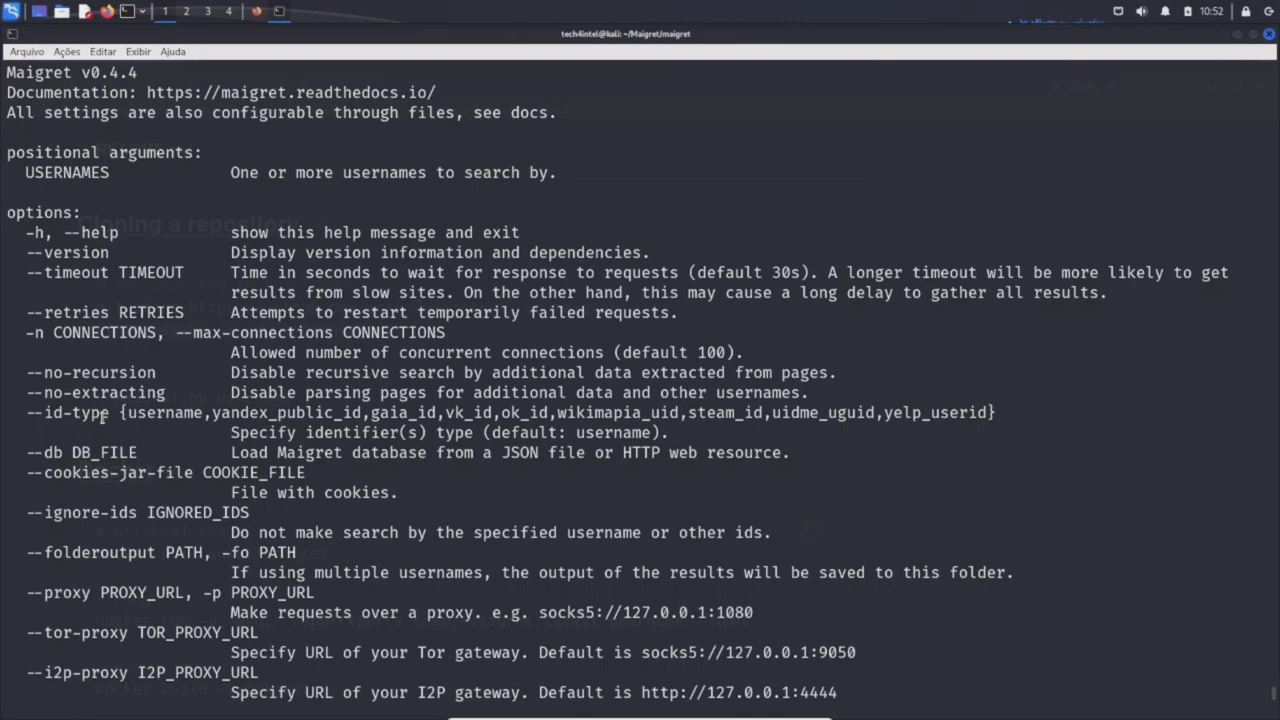 1 2 3 4
10:52
tech4intel@kali: ~/Maigret/maigret
Arquivo Ações Editar Exibir Ajuda
Maigret v0.4.4
Documentation: https://maigret.readthedocs.io/
All settings are also configurable through files, see docs.
positional arguments:
USERNAMES One or more usernames to search by.
options:
Cloning a repository
-h, --help show this help message and exit
--version Display version information and dependencies.
--timeout TIMEOUT Time in seconds to wait for response to requests (default 30s). A longer timeout will be more likely to get
results from slow sites. On the other hand, this may cause a long delay to gather all results.
--retries RETRIES Attempts to restart temporarily failed requests.
-n CONNECTIONS, --max-connections CONNECTIONS
Allowed number of concurrent connections (default 100).
--no-recursion Disable recursive search by additional data extracted from pages.
--no-extracting Disable parsing pages for additional data and other usernames.
--id-type {username,yandex_public_id,gaia_id,vk_id,ok_id,wikimapia_uid,steam_id,uidme_uguid,yelp_userid}
Specify identifier(s) type (default: username).
--db DB_FILE Load Maigret database from a JSON file or HTTP web resource.
--cookies-jar-file COOKIE_FILE
File with cookies.
--ignore-ids IGNORED_IDS
Do not make search by the specified username or other ids.
--folderoutput PATH, -fo PATH
If using multiple usernames, the output of the results will be saved to this folder.
--proxy PROXY_URL, -p PROXY_URL
Make requests over a proxy. e.g. socks5://127.0.0.1:1080
--tor-proxy TOR_PROXY_URL
Specify URL of your Tor gateway. Default is socks5://127.0.0.1:9050
--i2p-proxy I2P_PROXY_URL
Specify URL of your I2P gateway. Default is http://127.0.0.1:4444